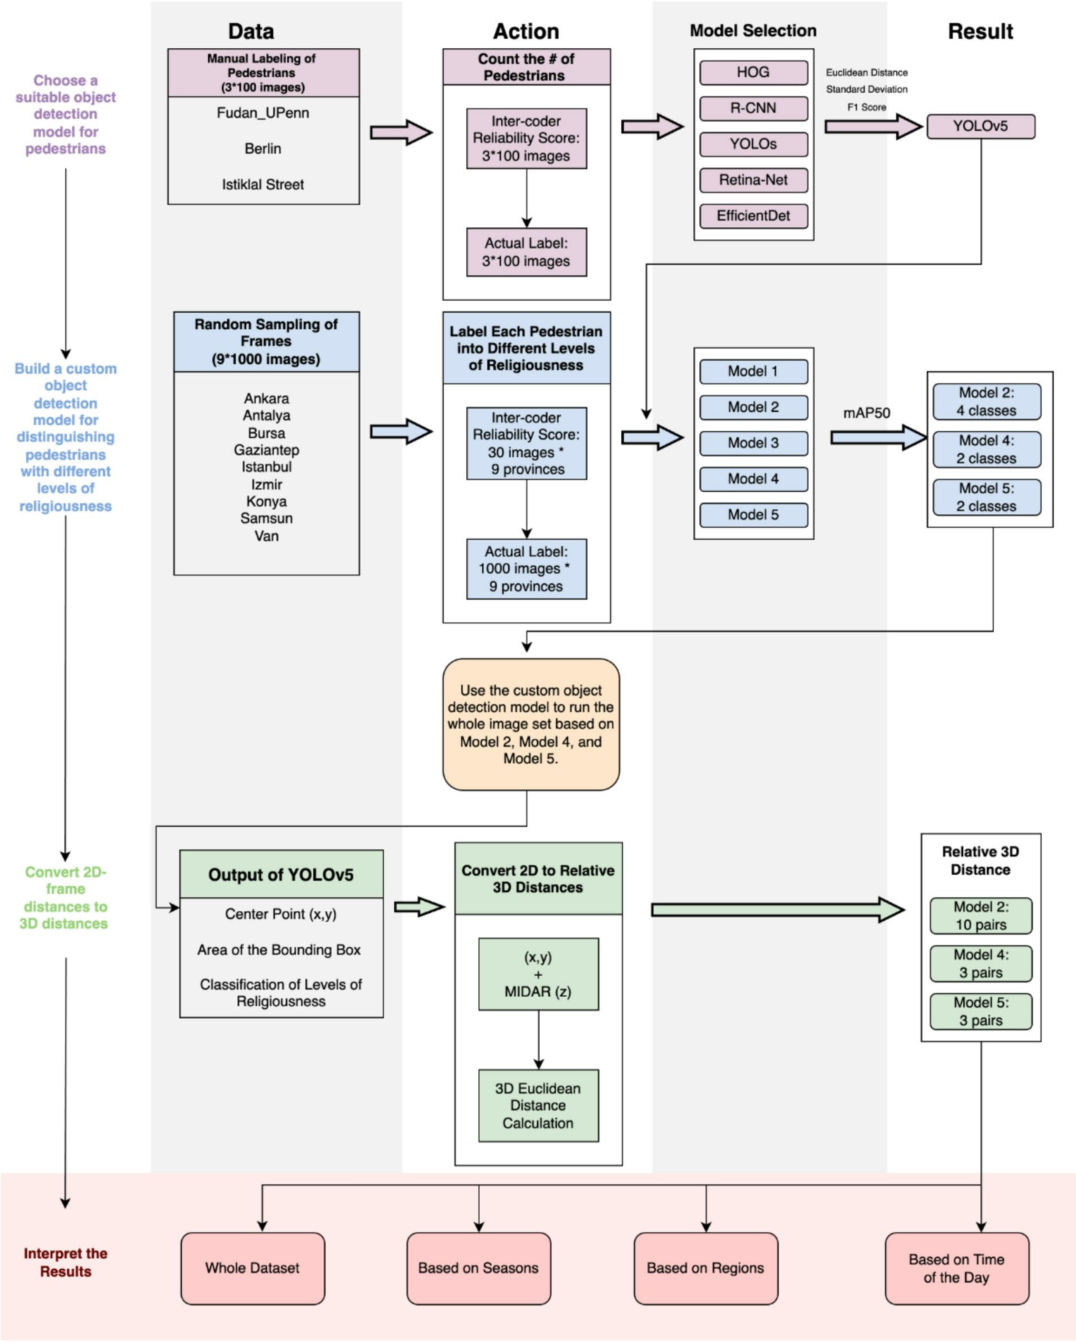 Data
Action
Model Selection
Result
Choose a
suitable object
detection
model for
pedestrians
Manual Labeling of
Pedestrians
(3*100 images)
Fudan_UPenn
Berlin
Istiklal Street
Count the # of
Pedestrians
Inter-coder
Reliability Score:
3*100 images
Actual Label:
3*100 images
HOG
R-CNN
YOLOs
Retina-Net
EfficientDet
Euclidean Distance
Standard Deviation
F1 Score
YOLOv5
Build a custom
object
detection
model for
distinguishing
pedestrians
with different
levels of
religiousness
Random Sampling of
Frames
(9*1000 images)
Ankara
Antalya
Bursa
Gaziantep
Istanbul
Izmir
Konya
Samsun
Van
Label Each Pedestrian
into Different Levels
of Religiousness
Inter-coder
Reliability Score:
30 images *
9 provinces
Actual Label:
1000 images *
9 provinces
Model 1
Model 2
Model 3
Model 4
Model 5
mAP50
Model 2:
4 classes
Model 4:
2 classes
Model 5:
2 classes
Use the custom object
detection model to run the
whole image set based on
Model 2, Model 4, and
Model 5.
Convert 2D-
frame
distances to
3D distances
Output of YOLOv5
Center Point (x,y)
Area of the Bounding Box
Classification of Levels of
Religiousness
Convert 2D to Relative
3D Distances
(x,y)
+
MIDAR (z)
3D Euclidean
Distance
Calculation
Relative 3D
Distance
Model 2:
10 pairs
Model 4:
3 pairs
Model 5:
3 pairs
Interpret the
Results
Whole Dataset
Based on Seasons
Based on Regions
Based on Time
of the Day